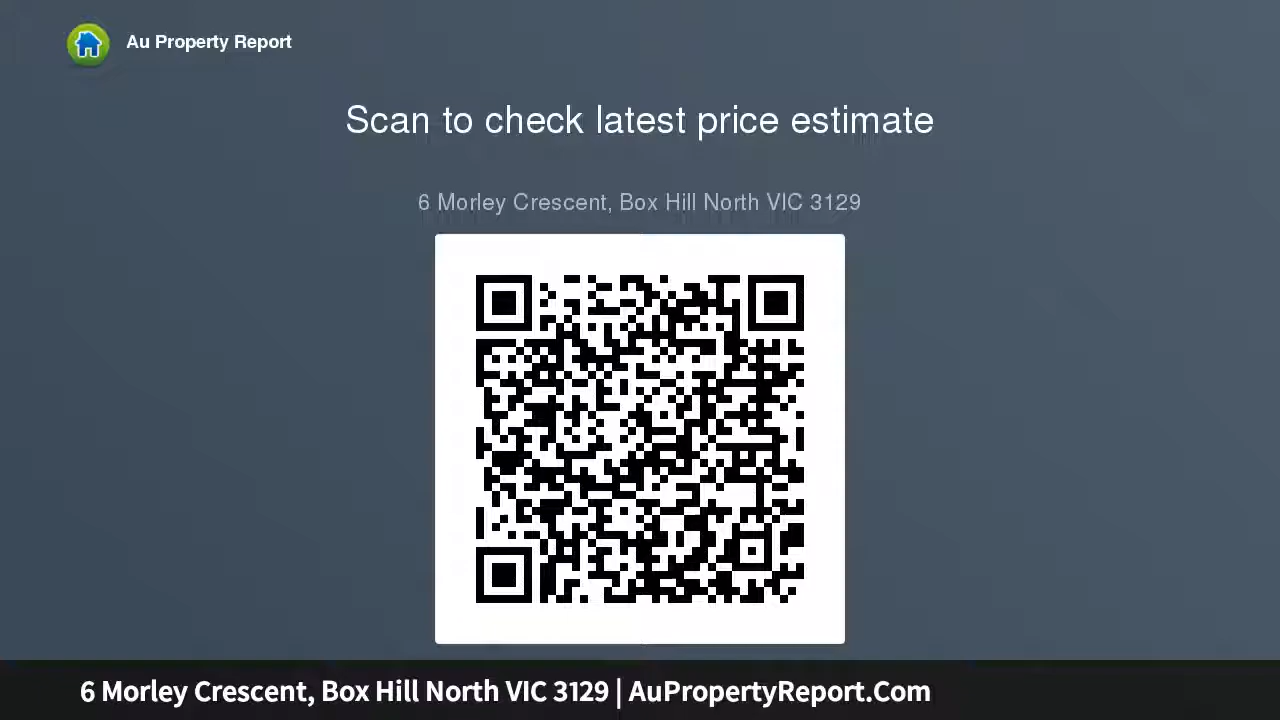 Au Property Report
Scan to check latest price estimate
6 Morley Crescent, Box Hill North VIC 3129
6 Morley Crescent, Box Hill North VIC 3129 | AuPropertyReport.Com